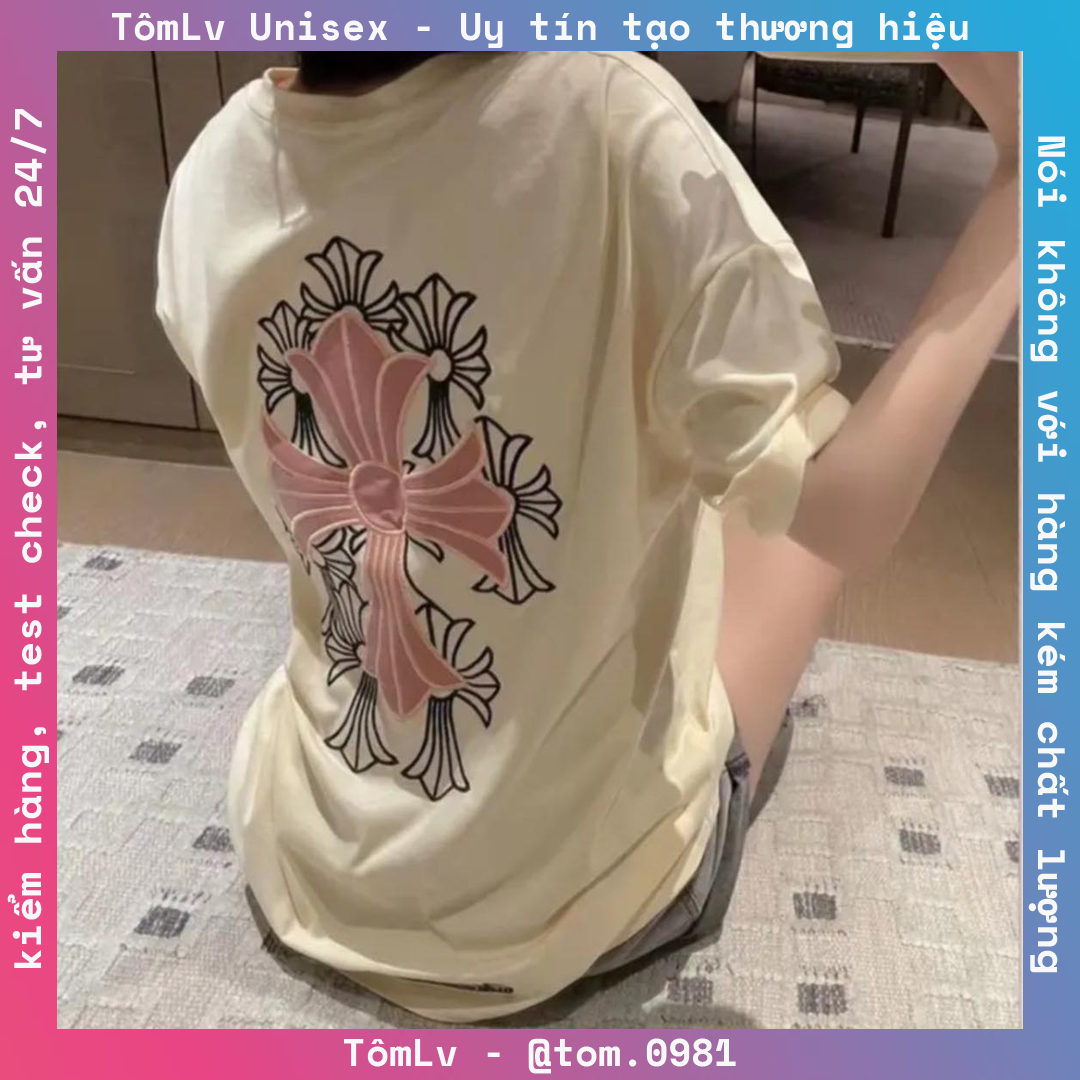 TômLv Unisex - Uy tín tạo thương hiệu
kiểm hàng, test check, tư vấn 24/7
Nói không với hàng kém chất lượng
TômLv - @tom.0981